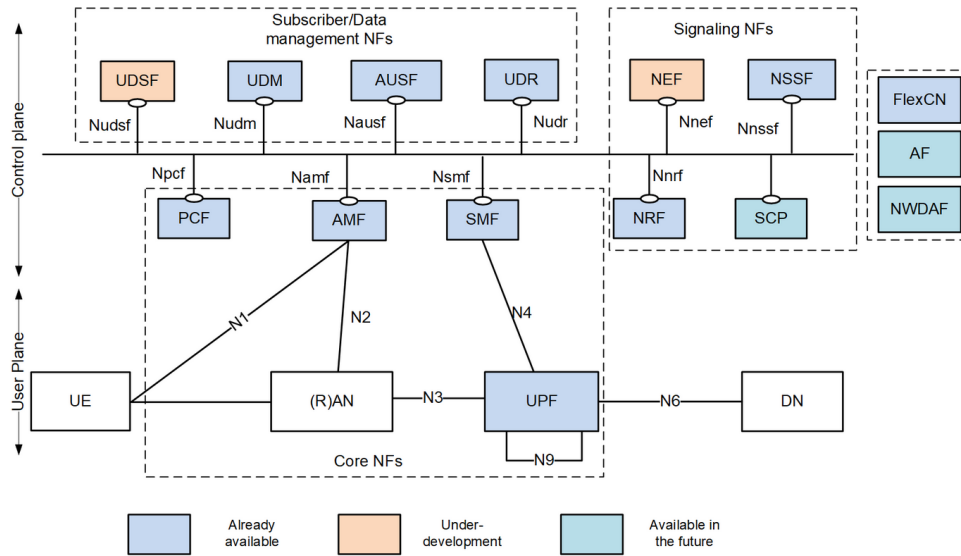 Subscriber/Data
management NFs
Signaling NFs
UDSF
UDM
AUSF
UDR
NEF
NSSF
FlexCN
Nudsf
Nudm
Nausf
Nudr
Nnef
Nnssf
AF
Control plane
Npcf
Namf
Nsmf
Nnrf
NWDAF
PCF
AMF
SMF
NRF
SCP
N1
N2
N4
User Plane
UE
(R)AN
N3
UPF
N6
DN
N9
Core NFs
Already
available
Under-
development
Available in
the future